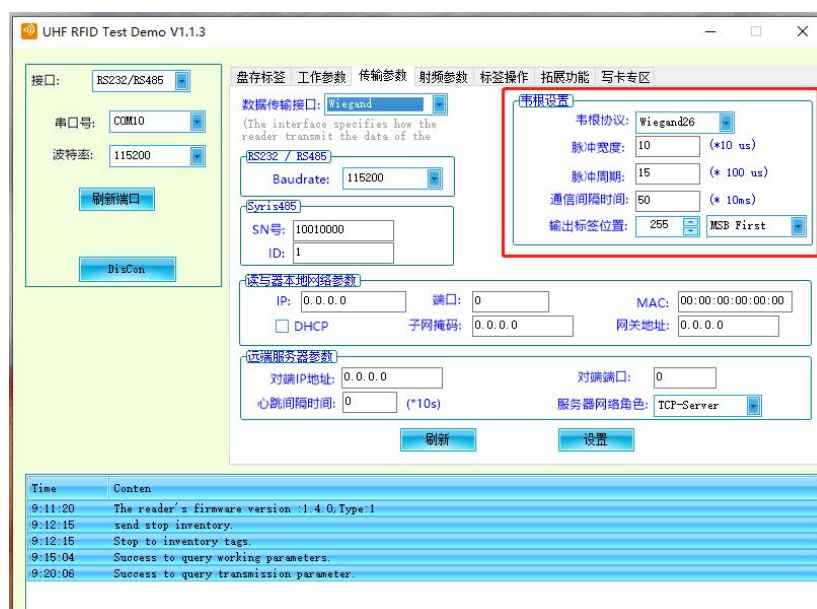 UHF RFID Test Demo V1.1.3
接口: RS232/RS485
串口号: COM10
波特率: 115200
刷新端口
DisCon
盘存标签 工作参数 传输参数 射频参数 标签操作 拓展功能 写卡专区
数据传输接口: Wiegand
(The interface specifies how the
reader transmit the data of the
RS232 / RS485
Baudrate: 115200
Syris485
SN号: 10010000
ID: 1
韦根设置
韦根协议: Wiegand26
脉冲宽度: 10 (*10 us)
脉冲周期: 15 (* 100 us)
通信间隔时间: 50 (* 10ms)
输出标签位置: 255 MSB First
读写器本地网络参数
IP: 0.0.0.0 端口: 0 MAC: 00:00:00:00:00:00
DHCP 子网掩码: 0.0.0.0 网关地址: 0.0.0.0
远端服务器参数
对端IP地址: 0.0.0.0 对端端口: 0
心跳间隔时间: 0 (*10s) 服务器网络角色: TCP-Server
刷新 设置
Time Conten
9:11:20 The reader's firmware version :1.4.0,Type:1
9:12:15 send stop inventory.
9:12:15 Stop to inventory tags.
9:15:04 Success to query working parameters.
9:20:06 Success to query transmission parameter.